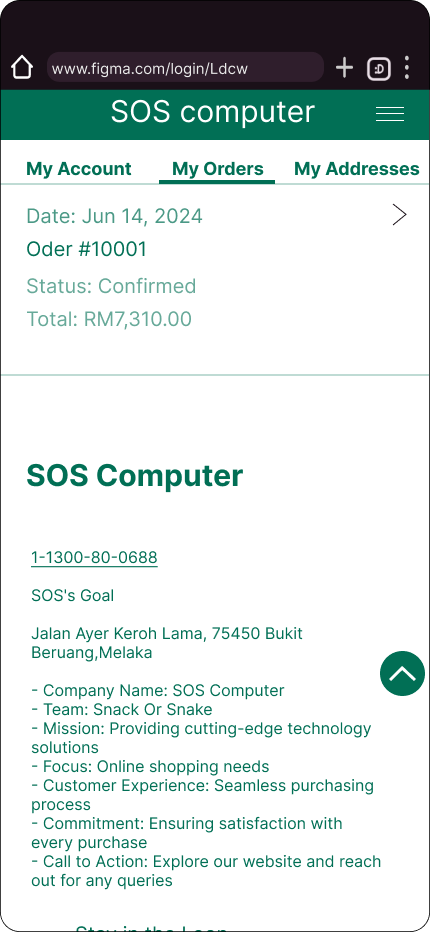 www.figma.com/login/Ldcw
:D
SOS computer
My Account My Orders My Addresses
Date: Jun 14, 2024
Oder #10001
Status: Confirmed
Total: RM7,310.00
SOS Computer
1-1300-80-0688
SOS's Goal
Jalan Ayer Keroh Lama, 75450 Bukit
Beruang,Melaka
- Company Name: SOS Computer
- Team: Snack Or Snake
- Mission: Providing cutting-edge technology
solutions
- Focus: Online shopping needs
- Customer Experience: Seamless purchasing
process
- Commitment: Ensuring satisfaction with
every purchase
- Call to Action: Explore our website and reach
out for any queries
Stay in the Loop